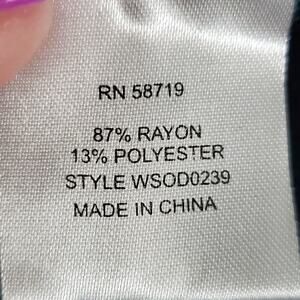 RN 58719
87% RAYON
13% POLYESTER
STYLE WSOD0239
MADE IN CHINA